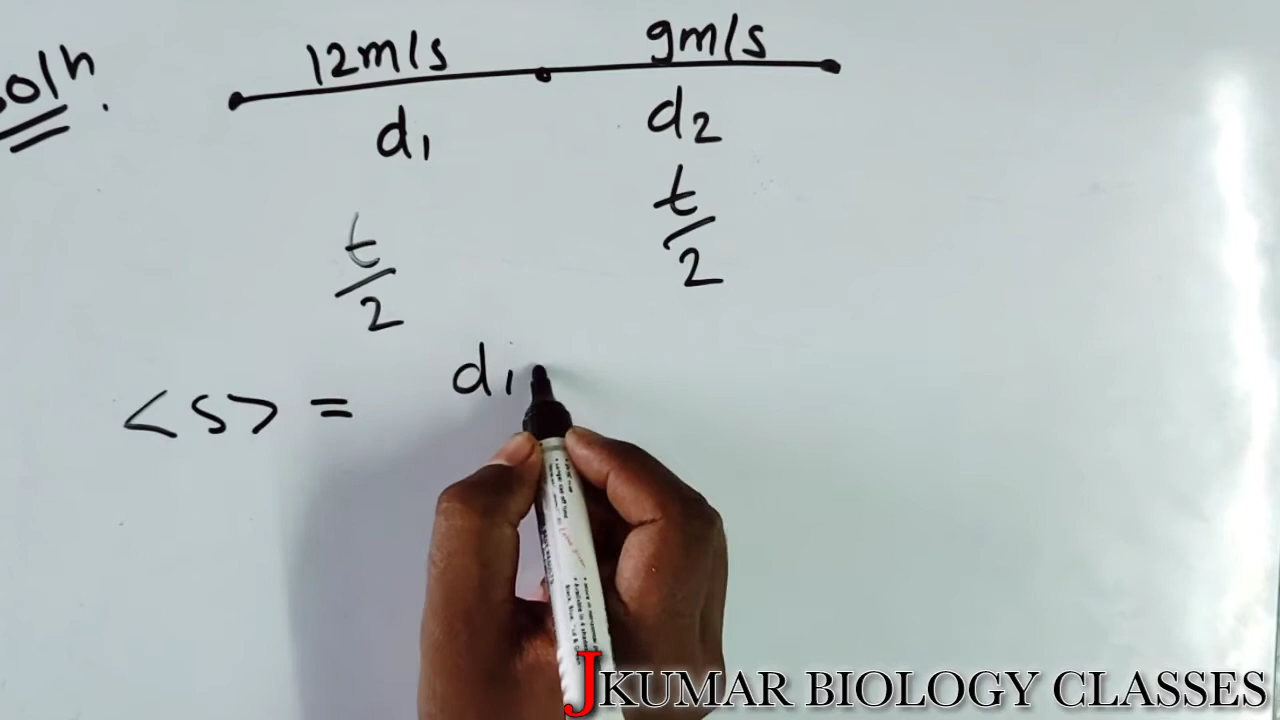 Soln.
12m/s 9m/s
d1 d2
t/2 t/2
<s> = d1
JKUMAR BIOLOGY CLASSES